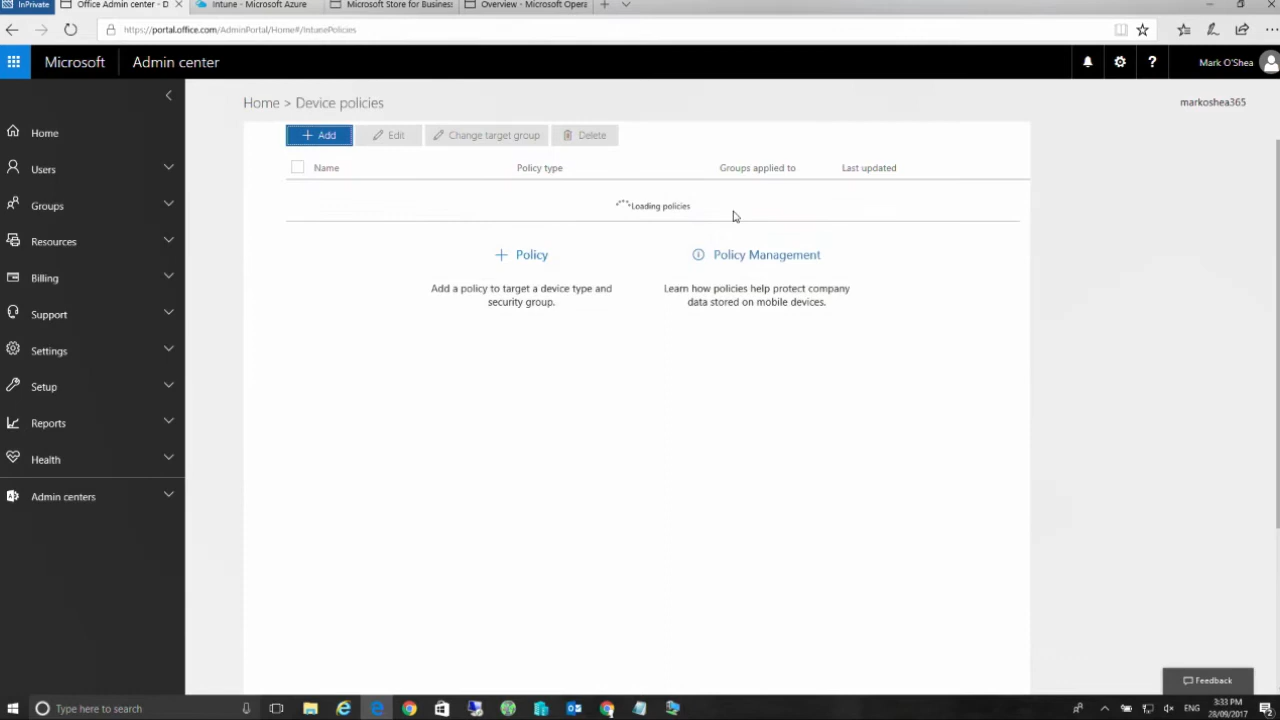 InPrivate
Office Admin center - D
Intune - Microsoft Azure
Microsoft Store for Business
Overview - Microsoft Opera
https://portal.office.com/AdminPortal/Home#/IntunePolicies
Microsoft
Admin center
?
Mark O'Shea
Home > Device policies
markoshea365
Add
Edit
Change target group
Delete
Name
Policy type
Groups applied to
Last updated
Loading policies
Policy
Policy Management
Add a policy to target a device type and
security group.
Learn how policies help protect company
data stored on mobile devices.
Home
Users
Groups
Resources
Billing
Support
Settings
Setup
Reports
Health
Admin centers
Feedback
Type here to search
ENG
3:33 PM
28/09/2017